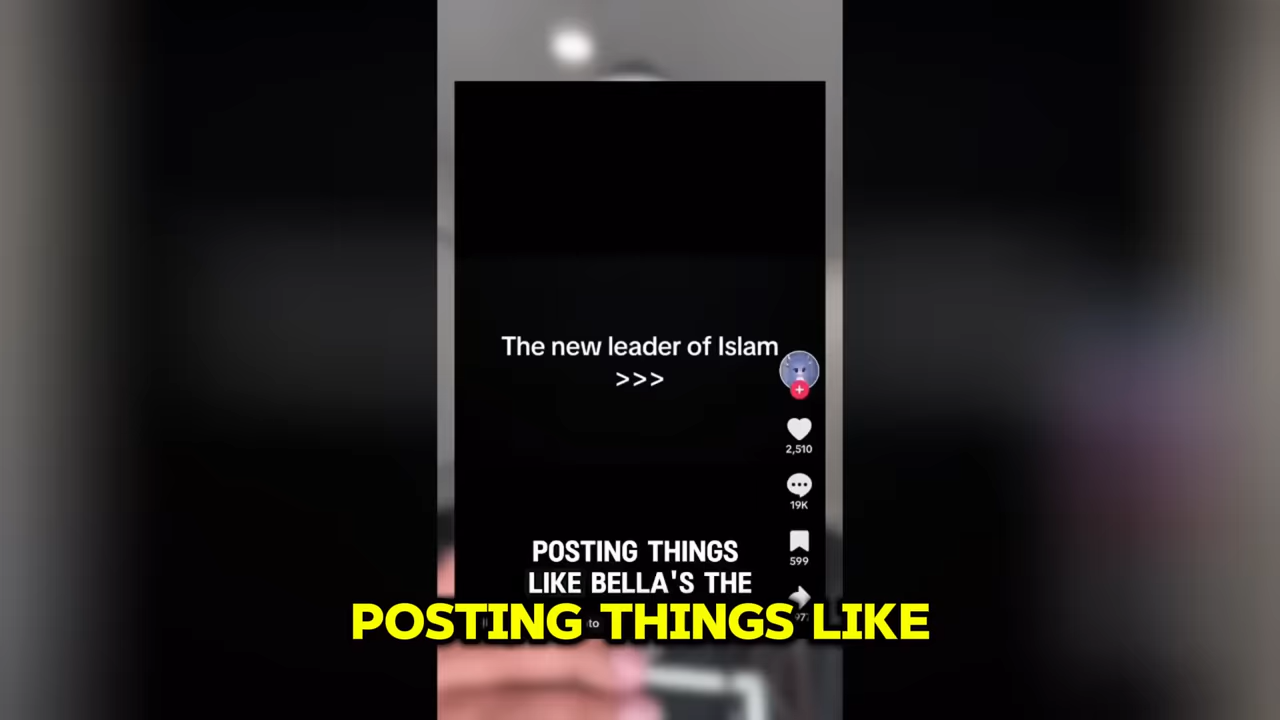 The new leader of Islam
>>>
2,510
19K
599
POSTING THINGS
LIKE BELLA'S THE
POSTING THINGS LIKE